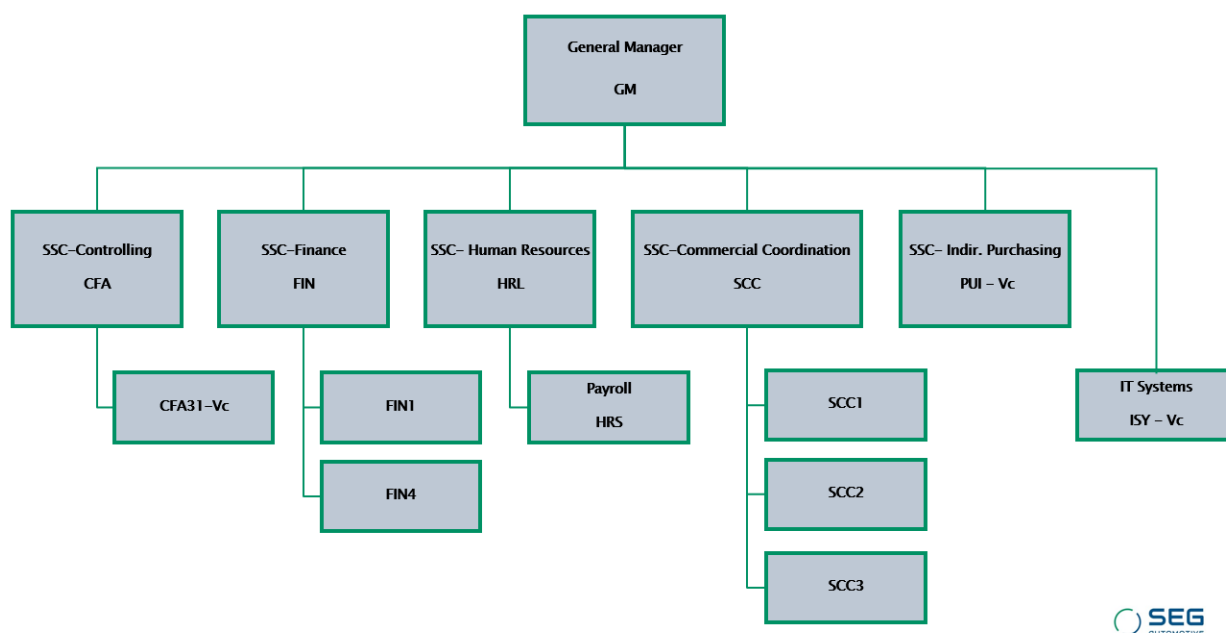 General Manager
GM
SSC-Controlling
CFA
SSC-Finance
FIN
SSC- Human Resources
HRL
SSC-Commercial Coordination
SCC
SSC- Indir. Purchasing
PUI - Vc
CFA31-Vc
FIN1
Payroll
HRS
SCC1
IT Systems
ISY - Vc
FIN4
SCC2
SCC3
SEG
AUTOMOTIVE